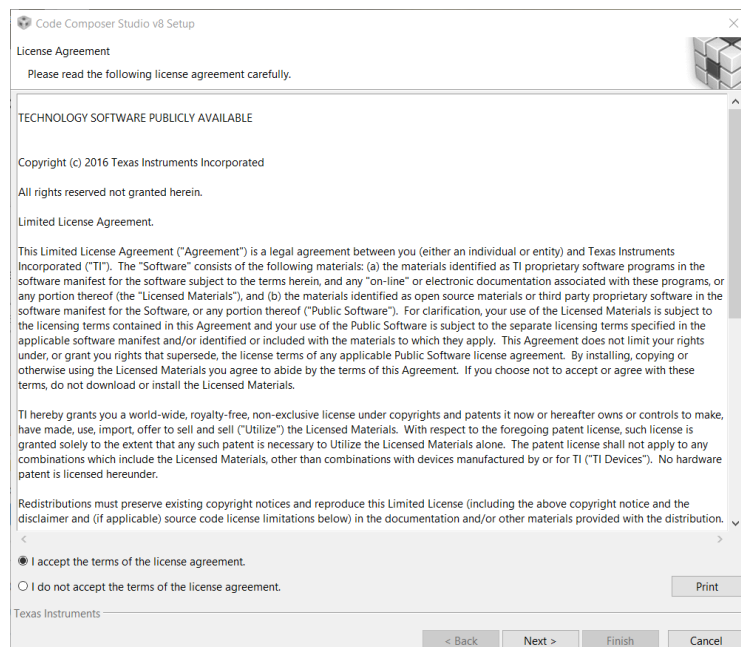 Code Composer Studio v8 Setup
License Agreement
Please read the following license agreement carefully.
TECHNOLOGY SOFTWARE PUBLICLY AVAILABLE
Copyright (c) 2016 Texas Instruments Incorporated
All rights reserved not granted herein.
Limited License Agreement.
This Limited License Agreement ("Agreement") is a legal agreement between you (either an individual or entity) and Texas Instruments
Incorporated ("TI").  The "Software" consists of the following materials: (a) the materials identified as TI proprietary software programs in the
software manifest for the software subject to the terms herein, and any "on-line" or electronic documentation associated with these programs, or
any portion thereof (the "Licensed Materials"), and (b) the materials identified as open source materials or third party proprietary software in the
software manifest for the Software, or any portion thereof ("Public Software").  For clarification, your use of the Licensed Materials is subject to
the licensing terms contained in this Agreement and your use of the Public Software is subject to the separate licensing terms specified in the
applicable software manifest and/or identified or included with the materials to which they apply.  This Agreement does not limit your rights
under, or grant you rights that supersede, the license terms of any applicable Public Software license agreement.  By installing, copying or
otherwise using the Licensed Materials you agree to abide by the terms of this Agreement.  If you choose not to accept or agree with these
terms, do not download or install the Licensed Materials.
TI hereby grants you a world-wide, royalty-free, non-exclusive license under copyrights and patents it now or hereafter owns or controls to make,
have made, use, import, offer to sell and sell ("Utilize") the Licensed Materials.  With respect to the foregoing patent license, such license is
granted solely to the extent that any such patent is necessary to Utilize the Licensed Materials alone.  The patent license shall not apply to any
combinations which include the Licensed Materials, other than combinations with devices manufactured by or for TI ("TI Devices").  No hardware
patent is licensed hereunder.
Redistributions must preserve existing copyright notices and reproduce this Limited License (including the above copyright notice and the
disclaimer and (if applicable) source code license limitations below) in the documentation and/or other materials provided with the distribution.
I accept the terms of the license agreement.
I do not accept the terms of the license agreement.
Print
Texas Instruments
< Back Next > Finish Cancel